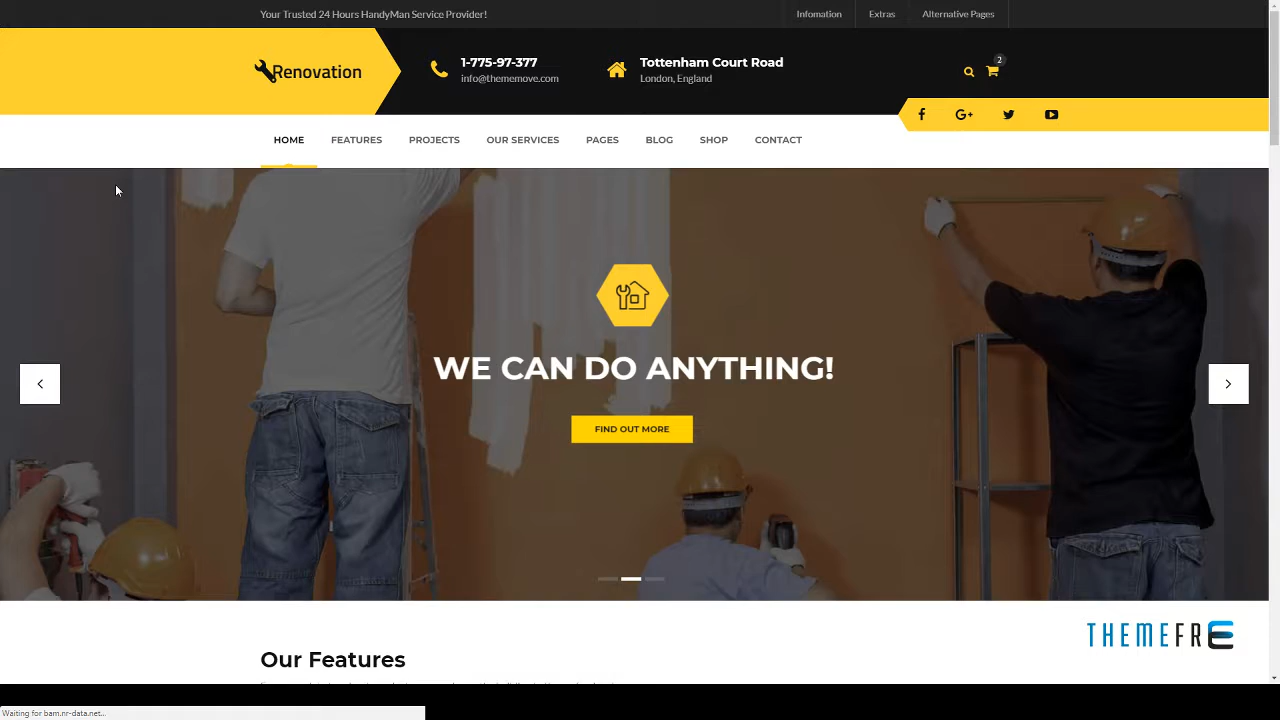 Your Trusted 24 Hours HandyMan Service Provider!
Infomation
Extras
Alternative Pages
Renovation
1-775-97-377
info@thememove.com
Tottenham Court Road
London, England
2
G+
HOME
FEATURES
PROJECTS
OUR SERVICES
PAGES
BLOG
SHOP
CONTACT
WE CAN DO ANYTHING!
FIND OUT MORE
THEMEFRE
Our Features
Waiting for bam.nr-data.net...